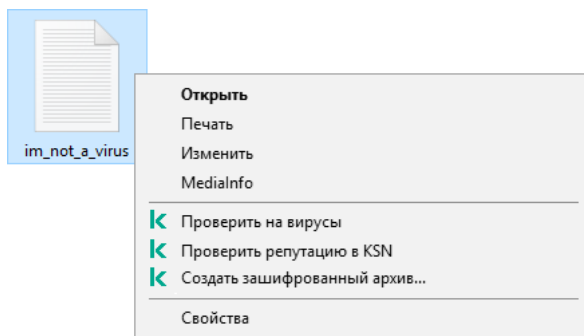 im_not_a_virus
Открыть
Печать
Изменить
MediaInfo
Проверить на вирусы
Проверить репутацию в KSN
Создать зашифрованный архив...
Свойства